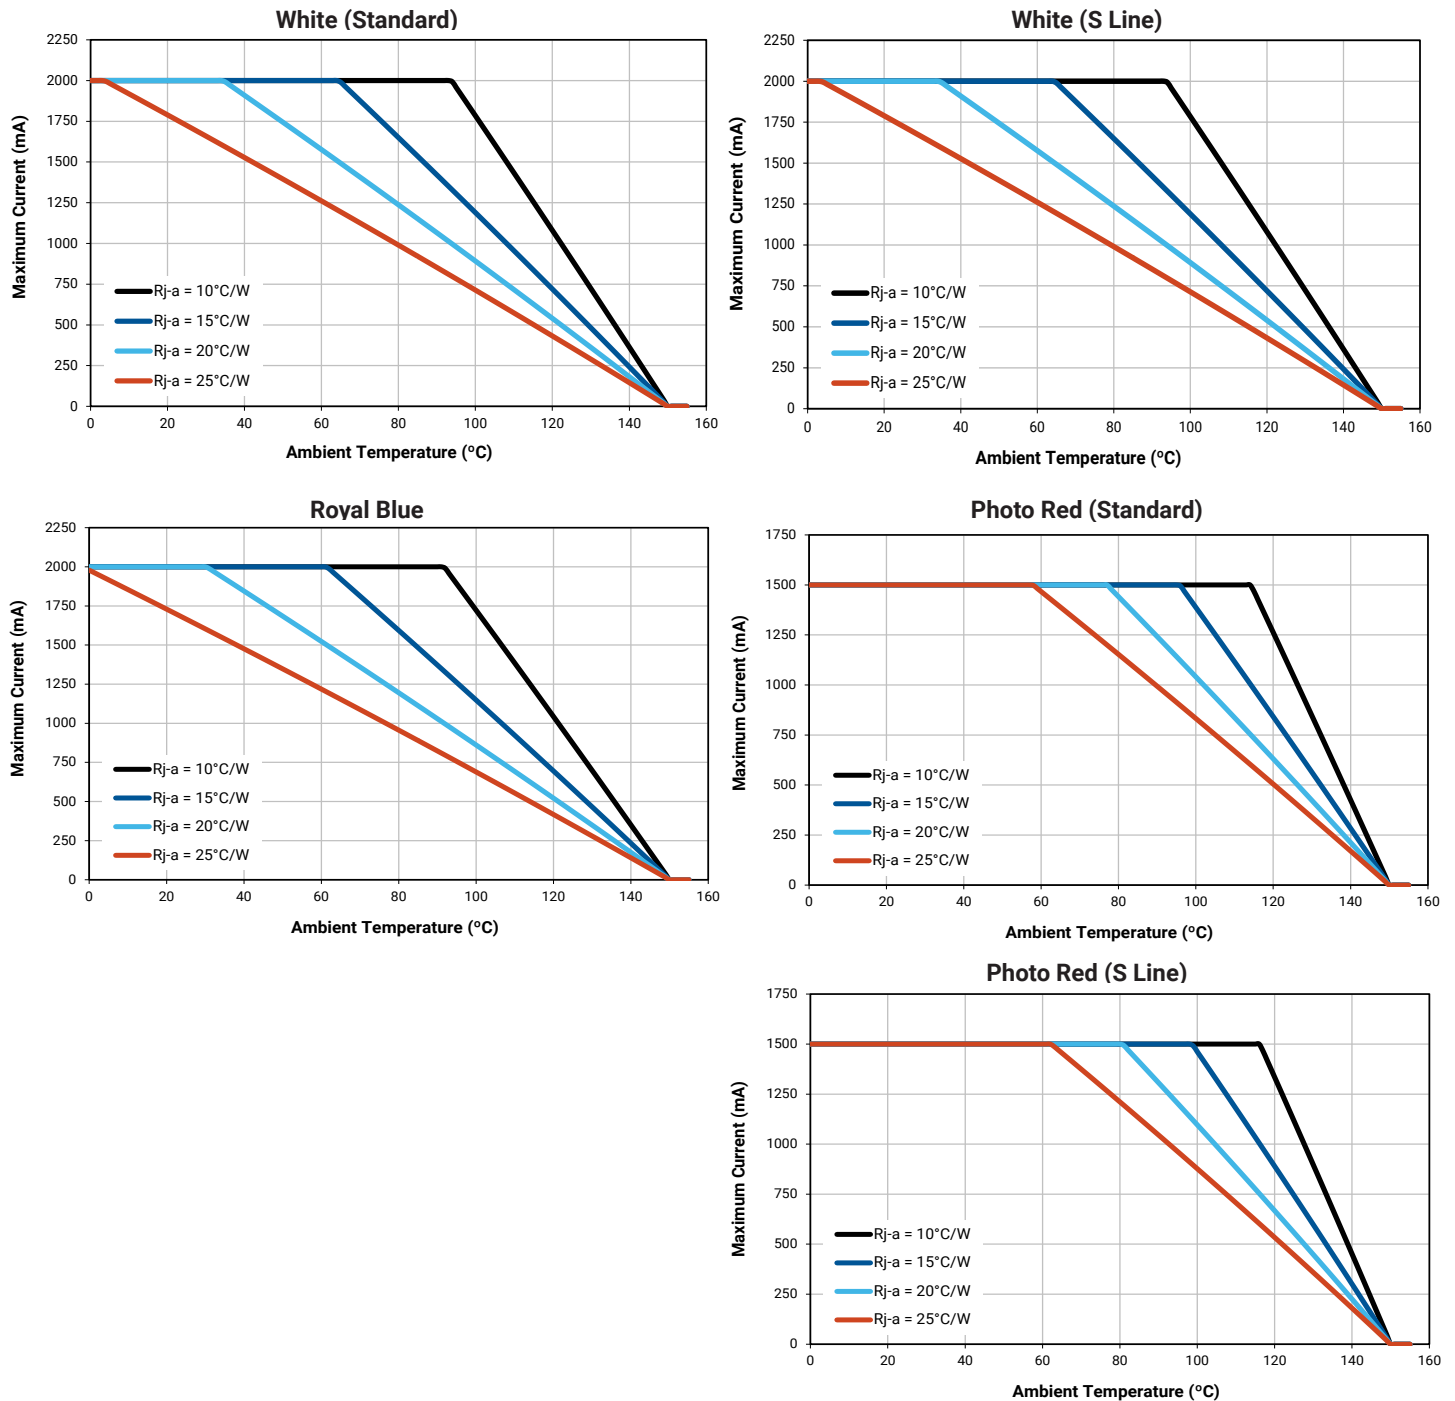 White (Standard)
2250
2000
1750
1500
1250
1000
750
500
250
0
Maximum Current (mA)
Rj-a = 10°C/W
Rj-a = 15°C/W
Rj-a = 20°C/W
Rj-a = 25°C/W
0 20 40 60 80 100 120 140 160
Ambient Temperature (ºC)
White (S Line)
2250
2000
1750
1500
1250
1000
750
500
250
0
Maximum Current (mA)
Rj-a = 10°C/W
Rj-a = 15°C/W
Rj-a = 20°C/W
Rj-a = 25°C/W
0 20 40 60 80 100 120 140 160
Ambient Temperature (ºC)
Royal Blue
2250
2000
1750
1500
1250
1000
750
500
250
0
Maximum Current (mA)
Rj-a = 10°C/W
Rj-a = 15°C/W
Rj-a = 20°C/W
Rj-a = 25°C/W
0 20 40 60 80 100 120 140 160
Ambient Temperature (ºC)
Photo Red (Standard)
1750
1500
1250
1000
750
500
250
0
Maximum Current (mA)
Rj-a = 10°C/W
Rj-a = 15°C/W
Rj-a = 20°C/W
Rj-a = 25°C/W
0 20 40 60 80 100 120 140 160
Ambient Temperature (ºC)
Photo Red (S Line)
1750
1500
1250
1000
750
500
250
0
Maximum Current (mA)
Rj-a = 10°C/W
Rj-a = 15°C/W
Rj-a = 20°C/W
Rj-a = 25°C/W
0 20 40 60 80 100 120 140 160
Ambient Temperature (ºC)